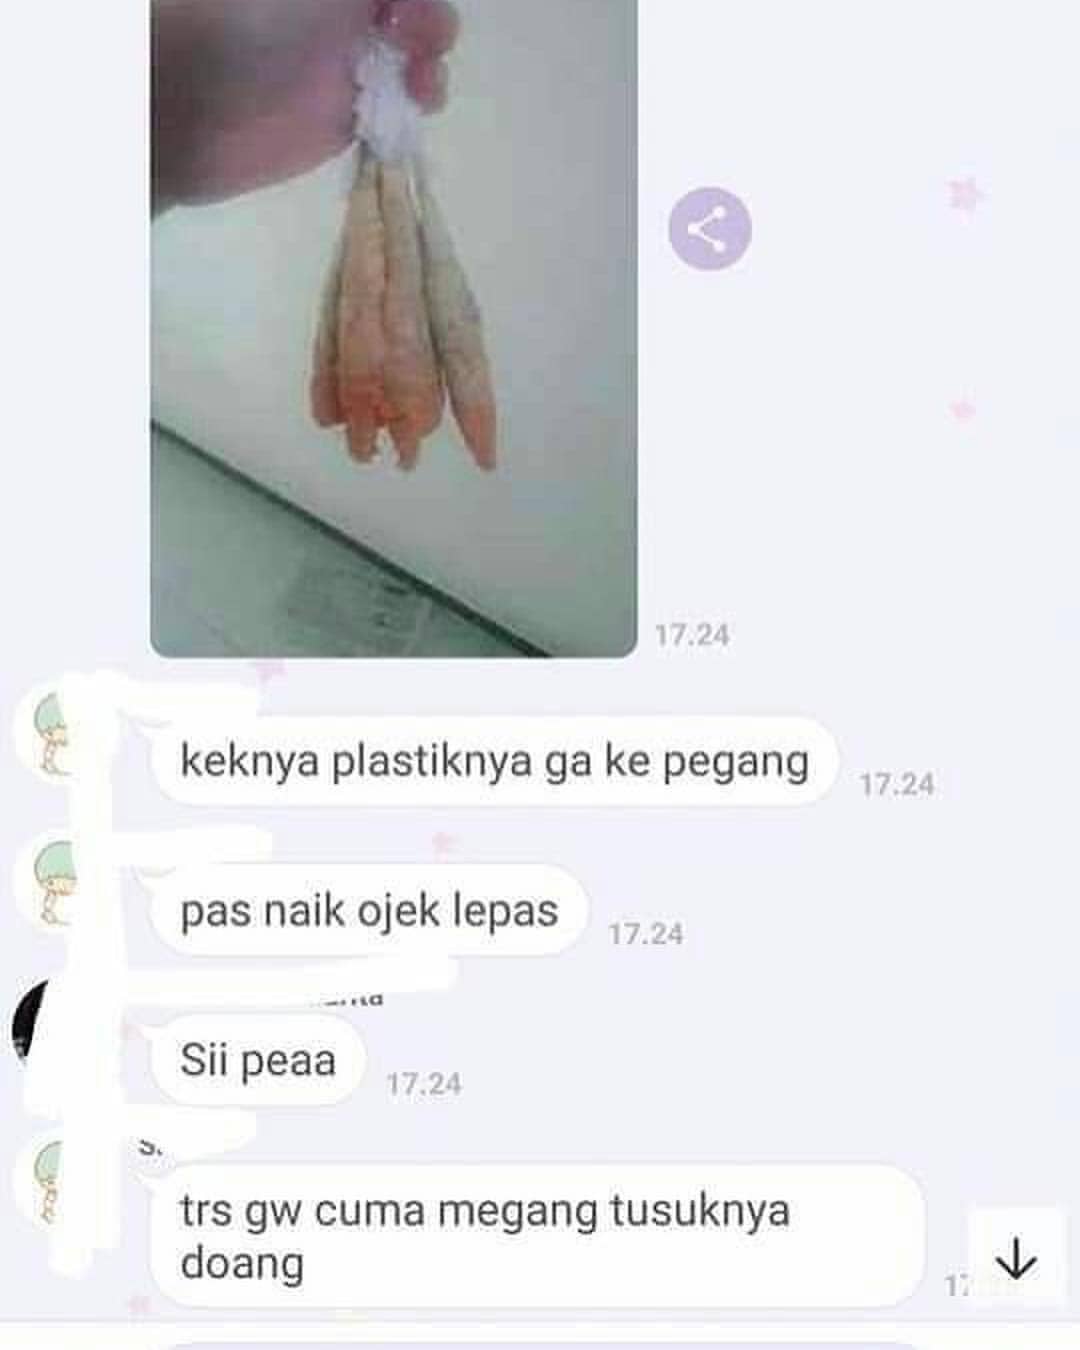 17.24
keknya plastiknya ga ke pegang
17.24
pas naik ojek lepas
17.24
Sii peaa
17.24
S.
trs gw cuma megang tusuknya
doang